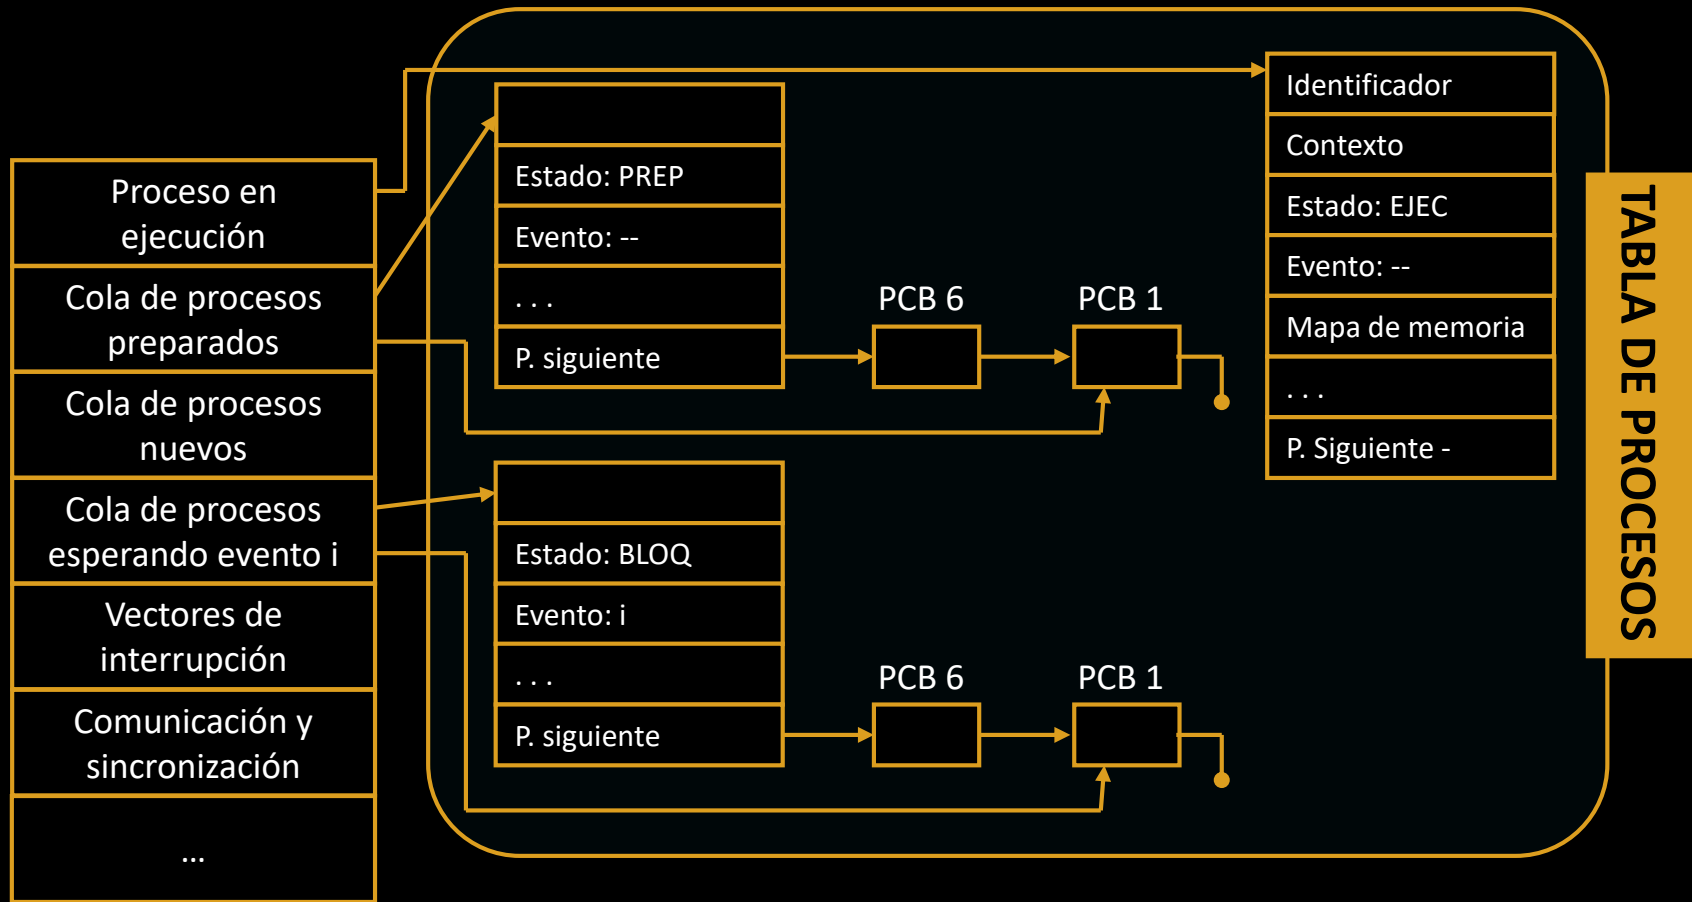 Proceso en
ejecución
Cola de procesos
preparados
Cola de procesos
nuevos
Cola de procesos
esperando evento i
Vectores de
interrupción
Comunicación y
sincronización
...
Estado: PREP
Evento: --
. . .
P. siguiente
PCB 6
PCB 1
Estado: BLOQ
Evento: i
. . .
P. siguiente
PCB 6
PCB 1
Identificador
Contexto
Estado: EJEC
Evento: --
Mapa de memoria
. . .
P. Siguiente -
TABLA DE PROCESOS